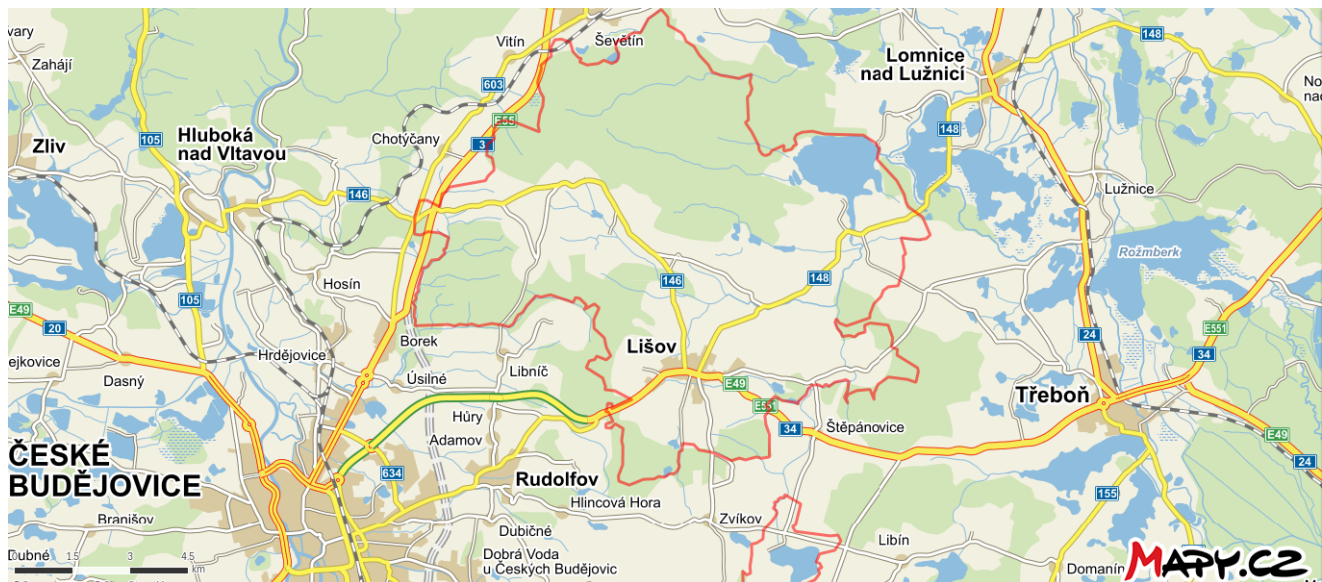 vary
Zahájí
Vitín
Ševětín
148
Lomnice
nad Lužnicí
603
E55
3
105
Hluboká
nad Vltavou
Chotýčany
148
Zliv
146
Lužnice
Rožmberk
Hosín
146
148
105
E49
20
Borek
24
E551
34
Lišov
Hrdějovice
ejkovice
Dasný
Úsilné
Libníč
E49
Třeboň
E551
Húry
Adamov
34
Štěpánovice
E49
24
ČESKÉ
BUDĚJOVICE
634
Rudolfov
155
Hlincová Hora
Branišov
Zvíkov
Dubičné
Libín
Dubné
1.5
3
4.5
km
Dobrá Voda
u Českých Budějovic
Domanín
MAPY.CZ